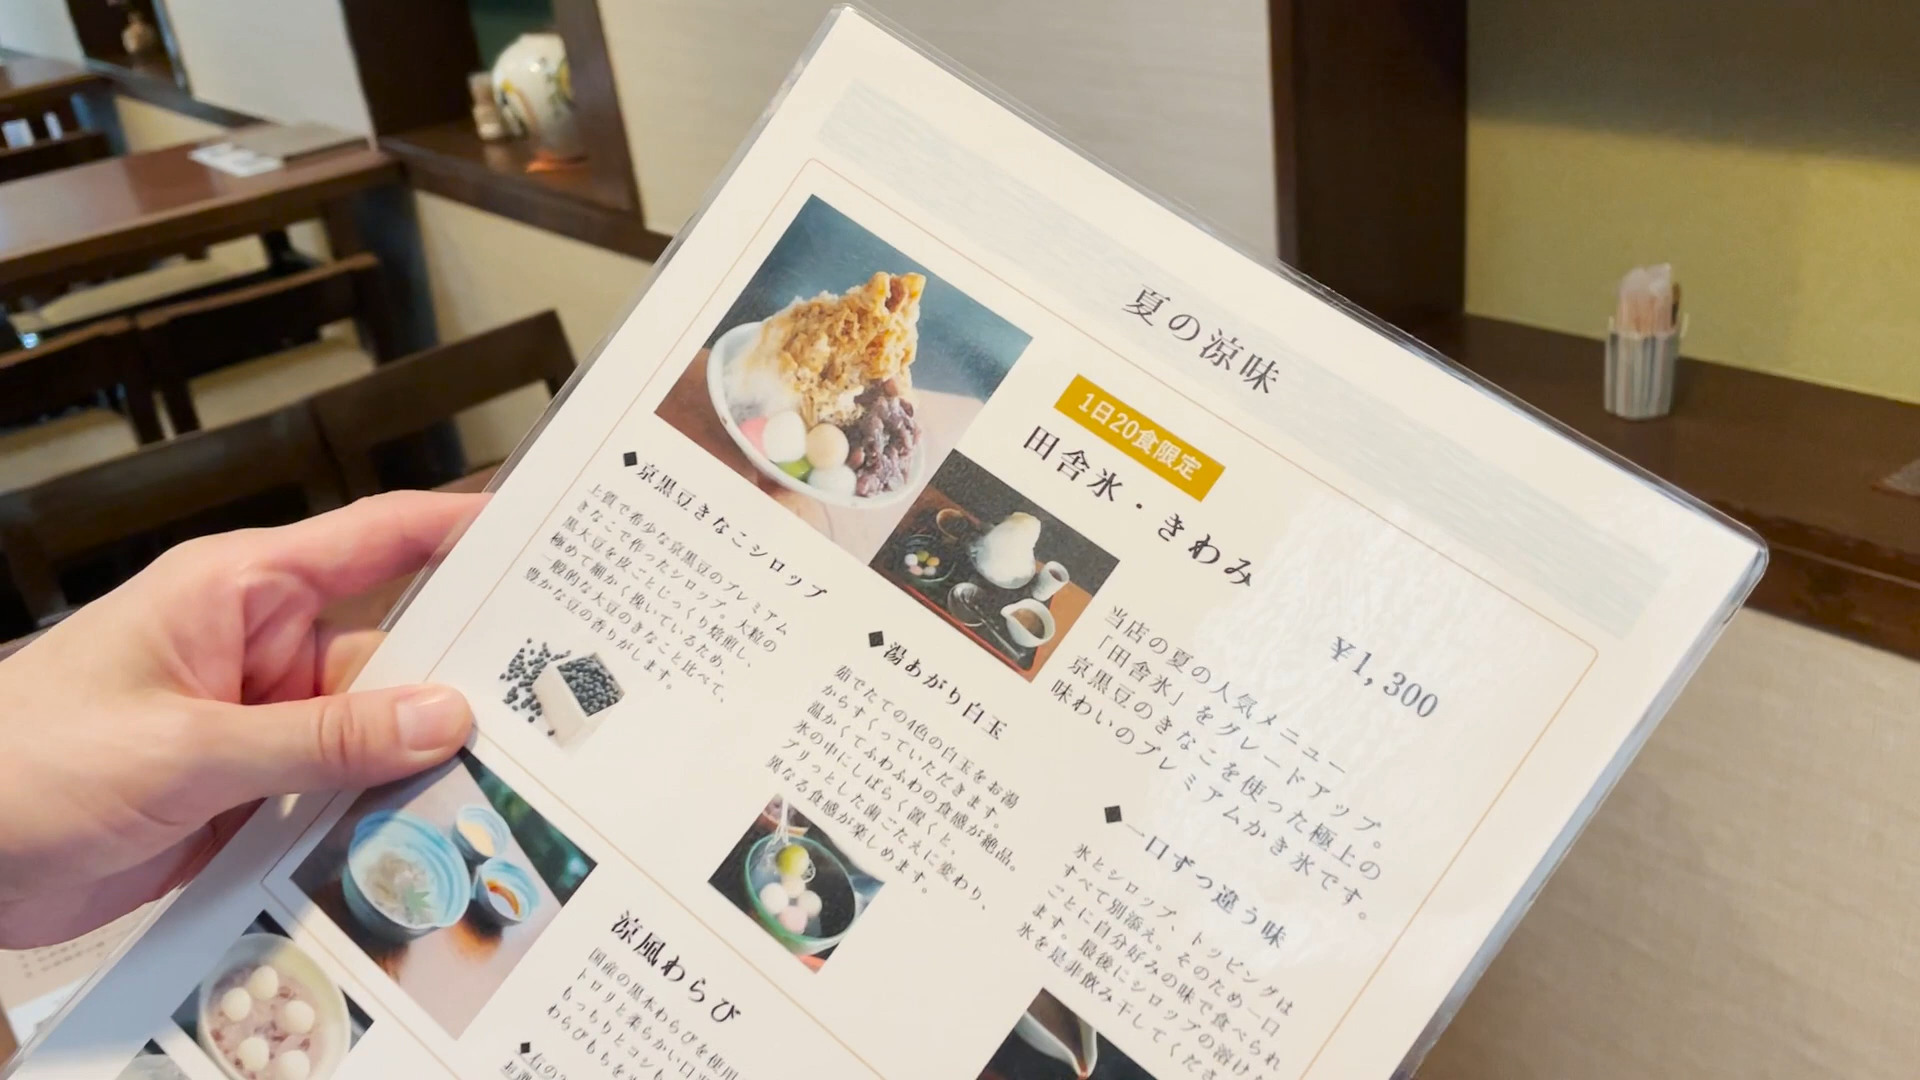 夏の涼味
1日20食限定
田舎氷・きわみ
¥1,300
当店の夏の人気メニュー
「田舎氷」をグレードアップ。
京黒豆のきなこを使った極上の
味わいのプレミアムかき氷です。
◆京黒豆きなこシロップ
上質で希少な京黒豆のプレミアム
きなこで作ったシロップ。大粒の
黒大豆を皮ごとじっくり焙煎し、
極めて細かく挽いているため、
一般的な大豆のきなこと比べて、
豊かな豆の香りがします。
◆湯あがり白玉
茹でたての4色の白玉をお湯
からすくっていただきます。
温かくてふわふわの食感が絶品。
氷の中にしばらく置くと、
プリっとした歯ごたえに変わり、
異なる食感が楽しめます。
◆一口ずつ違う味
氷とシロップ、トッピングは
すべて別添え。そのため一口
ごとに自分好みの味で食べられ
ます。最後にシロップの溶けた
氷を是非飲み干してくださ
涼風わらび
国産の黒本わらびを使用
トロリと柔らかい口
もっちりとコシも
わらびもちを
◆右の